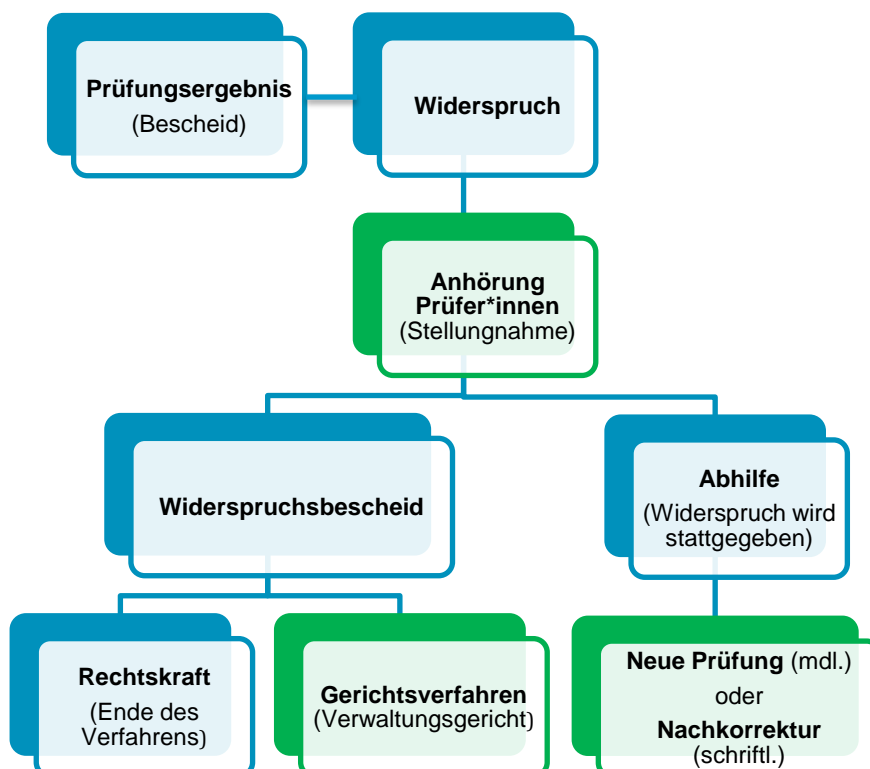 Prüfungsergebnis
(Bescheid)
Widerspruch
Anhörung
Prüfer*innen
(Stellungnahme)
Widerspruchsbescheid
Abhilfe
(Widerspruch wird
stattgegeben)
Rechtskraft
(Ende des
Verfahrens)
Gerichtsverfahren
(Verwaltungsgericht)
Neue Prüfung (mdl.)
oder
Nachkorrektur
(schriftl.)